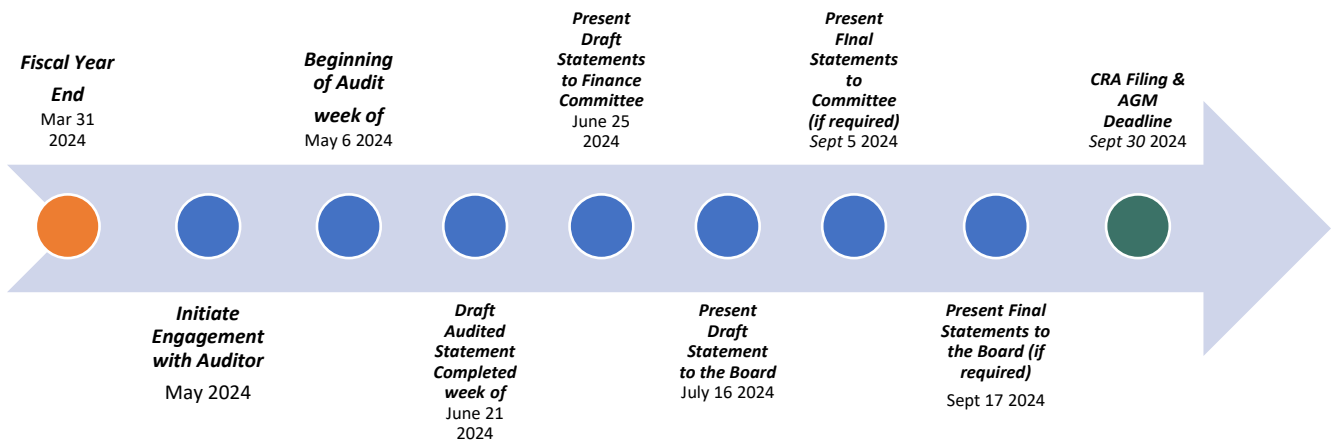 Fiscal Year
End
Mar 31
2024
Initiate
Engagement
with Auditor
May 2024
Beginning
of Audit
week of
May 6 2024
Draft
Audited
Statement
Completed
week of
June 21
2024
Present
Draft
Statements
to Finance
Committee
June 25
2024
Present
Draft
Statement
to the Board
July 16 2024
Present
FInal
Statements
to
Committee
(if required)
Sept 5 2024
Present Final
Statements to
the Board (if
required)
Sept 17 2024
CRA Filing &
AGM
Deadline
Sept 30 2024